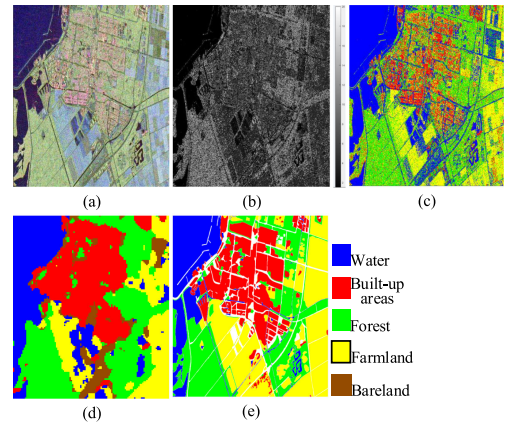 (a)
(b)
(c)
Water
Built-up
areas
Forest
Farmland
Bareland
(d)
(e)